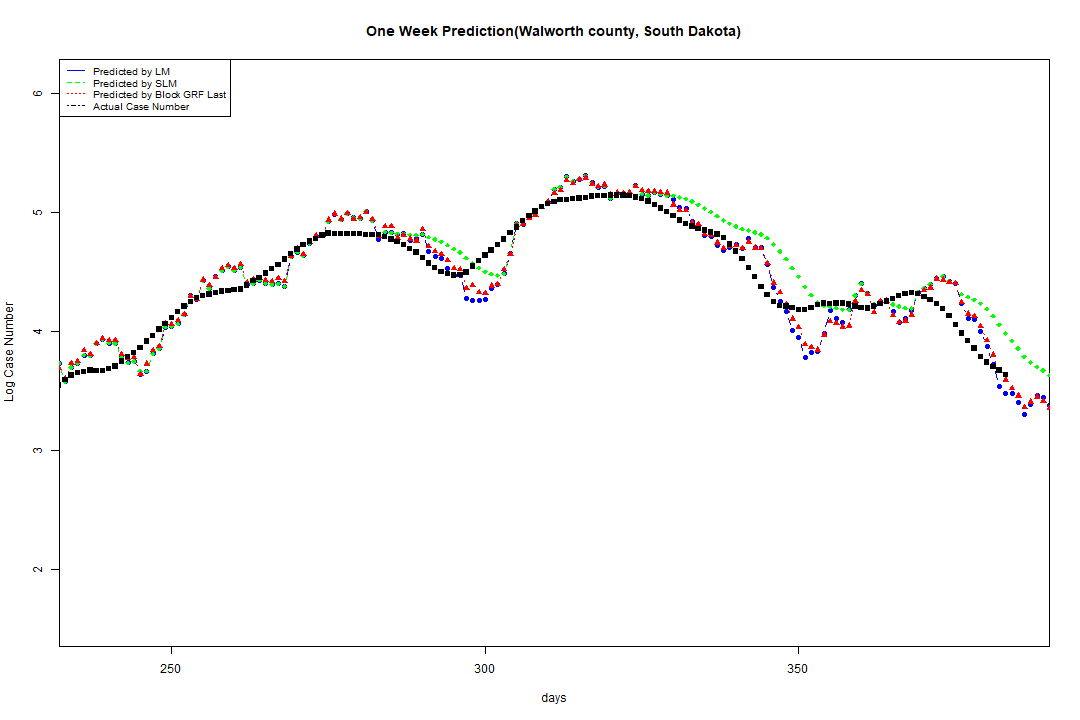 One Week Prediction(Walworth county, South Dakota)
Predicted by LM
Predicted by SLM
Predicted by Block GRF Last
Actual Case Number
6
5
4
3
2
Log Case Number
250 300 350
days